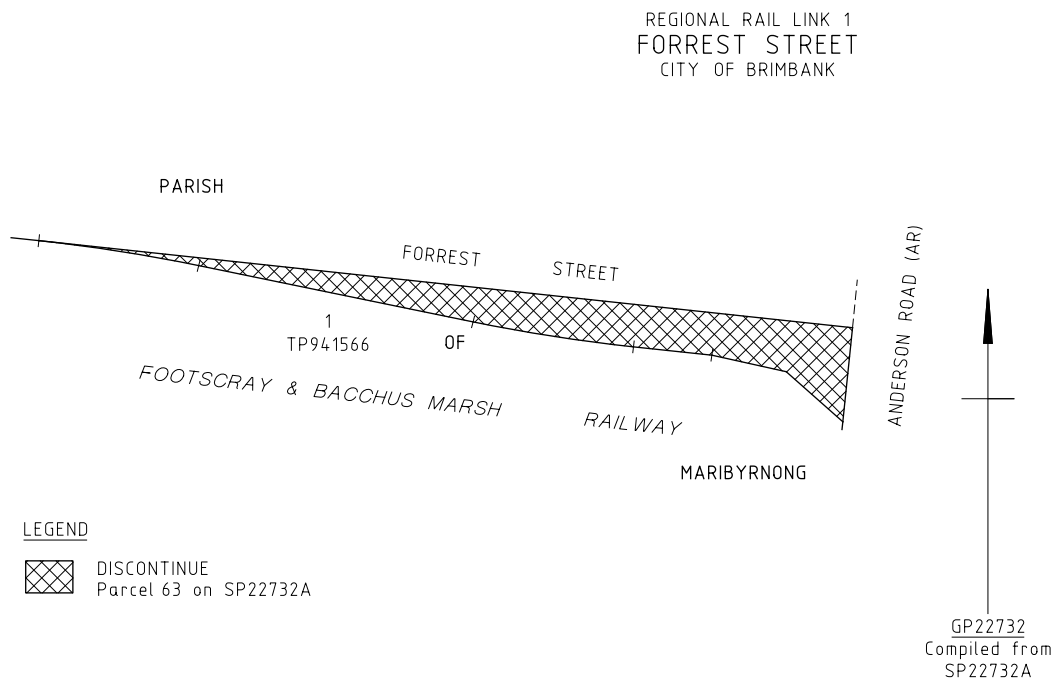 REGIONAL RAIL LINK 1
FORREST STREET
CITY OF BRIMBANK
PARISH
FORREST STREET
ANDERSON ROAD (AR)
1
TP941566
OF
FOOTSCRAY & BACCHUS MARSH RAILWAY
MARIBYRNONG
LEGEND
DISCONTINUE
Parcel 63 on SP22732A
GP22732
Compiled from
SP22732A